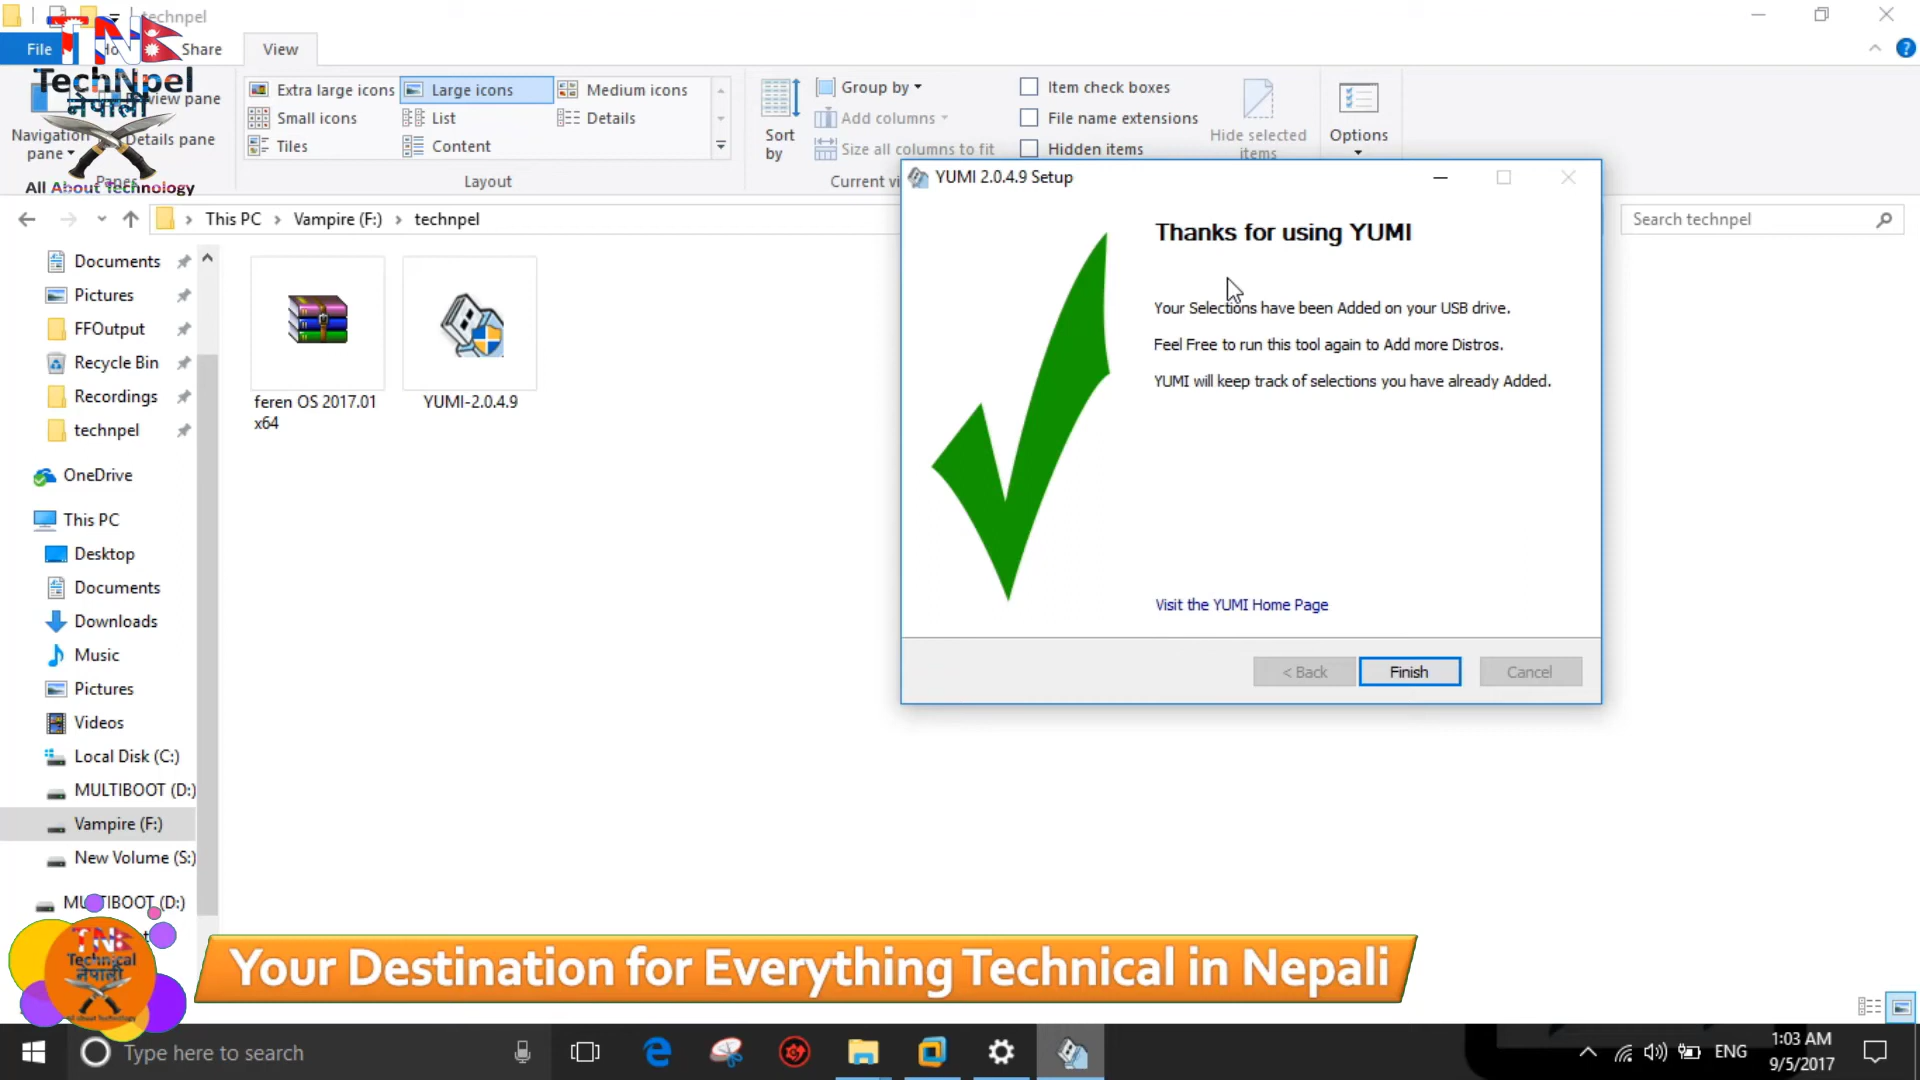 technpel
File
Share
View
TN
TechNpel
नेपाली
All About Technology
Navigation
pane
Details pane
Panes
Extra large icons
Large icons
Medium icons
Small icons
List
Details
Tiles
Content
Layout
Sort
by
Group by
Add columns
Size all columns to fit
Item check boxes
File name extensions
Hidden items
Hide selected
items
Options
This PC
Vampire (F:)
technpel
Search technpel
Documents
Pictures
FFOutput
Recycle Bin
Recordings
technpel
OneDrive
This PC
Desktop
Documents
Downloads
Music
Pictures
Videos
Local Disk (C:)
MULTIBOOT (D:)
Vampire (F:)
New Volume (S:)
feren OS 2017.01
x64
YUMI-2.0.4.9
YUMI 2.0.4.9 Setup
Thanks for using YUMI
Your Selections have been Added on your USB drive.
Feel Free to run this tool again to Add more Distros.
YUMI will keep track of selections you have already Added.
Visit the YUMI Home Page
< Back
Finish
Cancel
TN
Technical
नेपाली
All About Technology
Your Destination for Everything Technical in Nepali
Type here to search
ENG
1:03 AM
9/5/2017